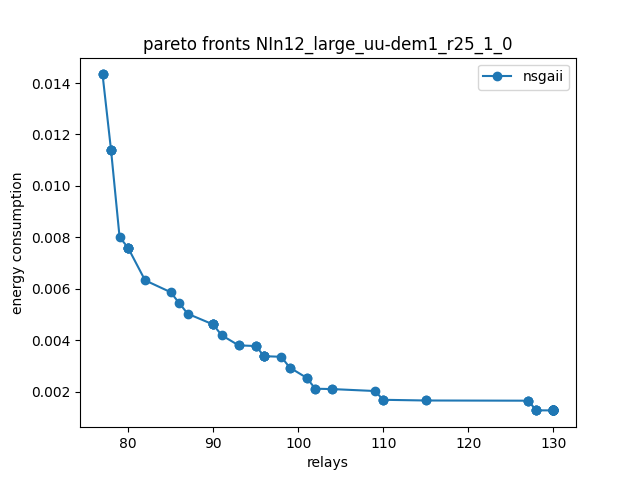 pareto fronts NIn12_large_uu-dem1_r25_1_0
nsgaii
0.014
0.012
0.010
0.008
0.006
0.004
0.002
energy consumption
80 90 100 110 120 130
relays